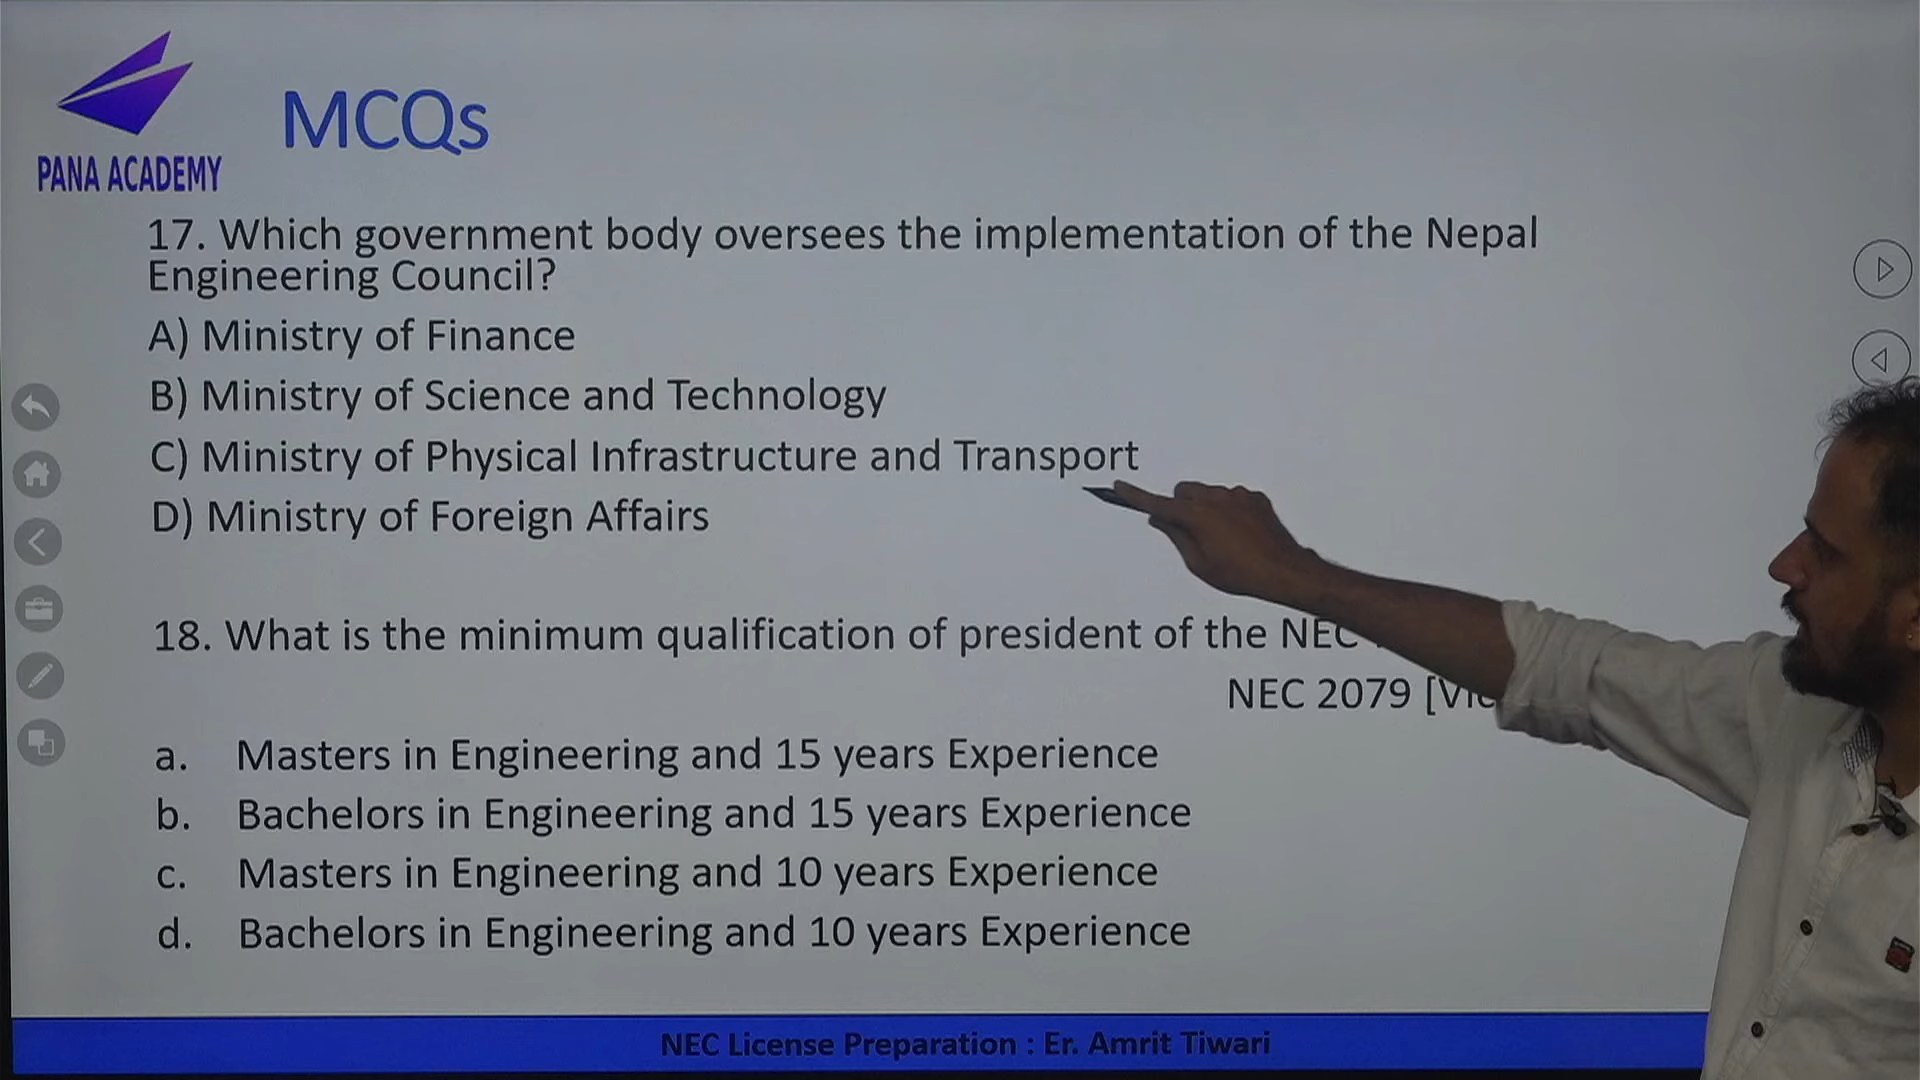 PANA ACADEMY
MCQs
17. Which government body oversees the implementation of the Nepal
Engineering Council?
A) Ministry of Finance
B) Ministry of Science and Technology
C) Ministry of Physical Infrastructure and Transport
D) Ministry of Foreign Affairs
18. What is the minimum qualification of president of the NEC
NEC 2079
a. Masters in Engineering and 15 years Experience
b. Bachelors in Engineering and 15 years Experience
c. Masters in Engineering and 10 years Experience
d. Bachelors in Engineering and 10 years Experience
NEC License Preparation : Er. Amrit Tiwari